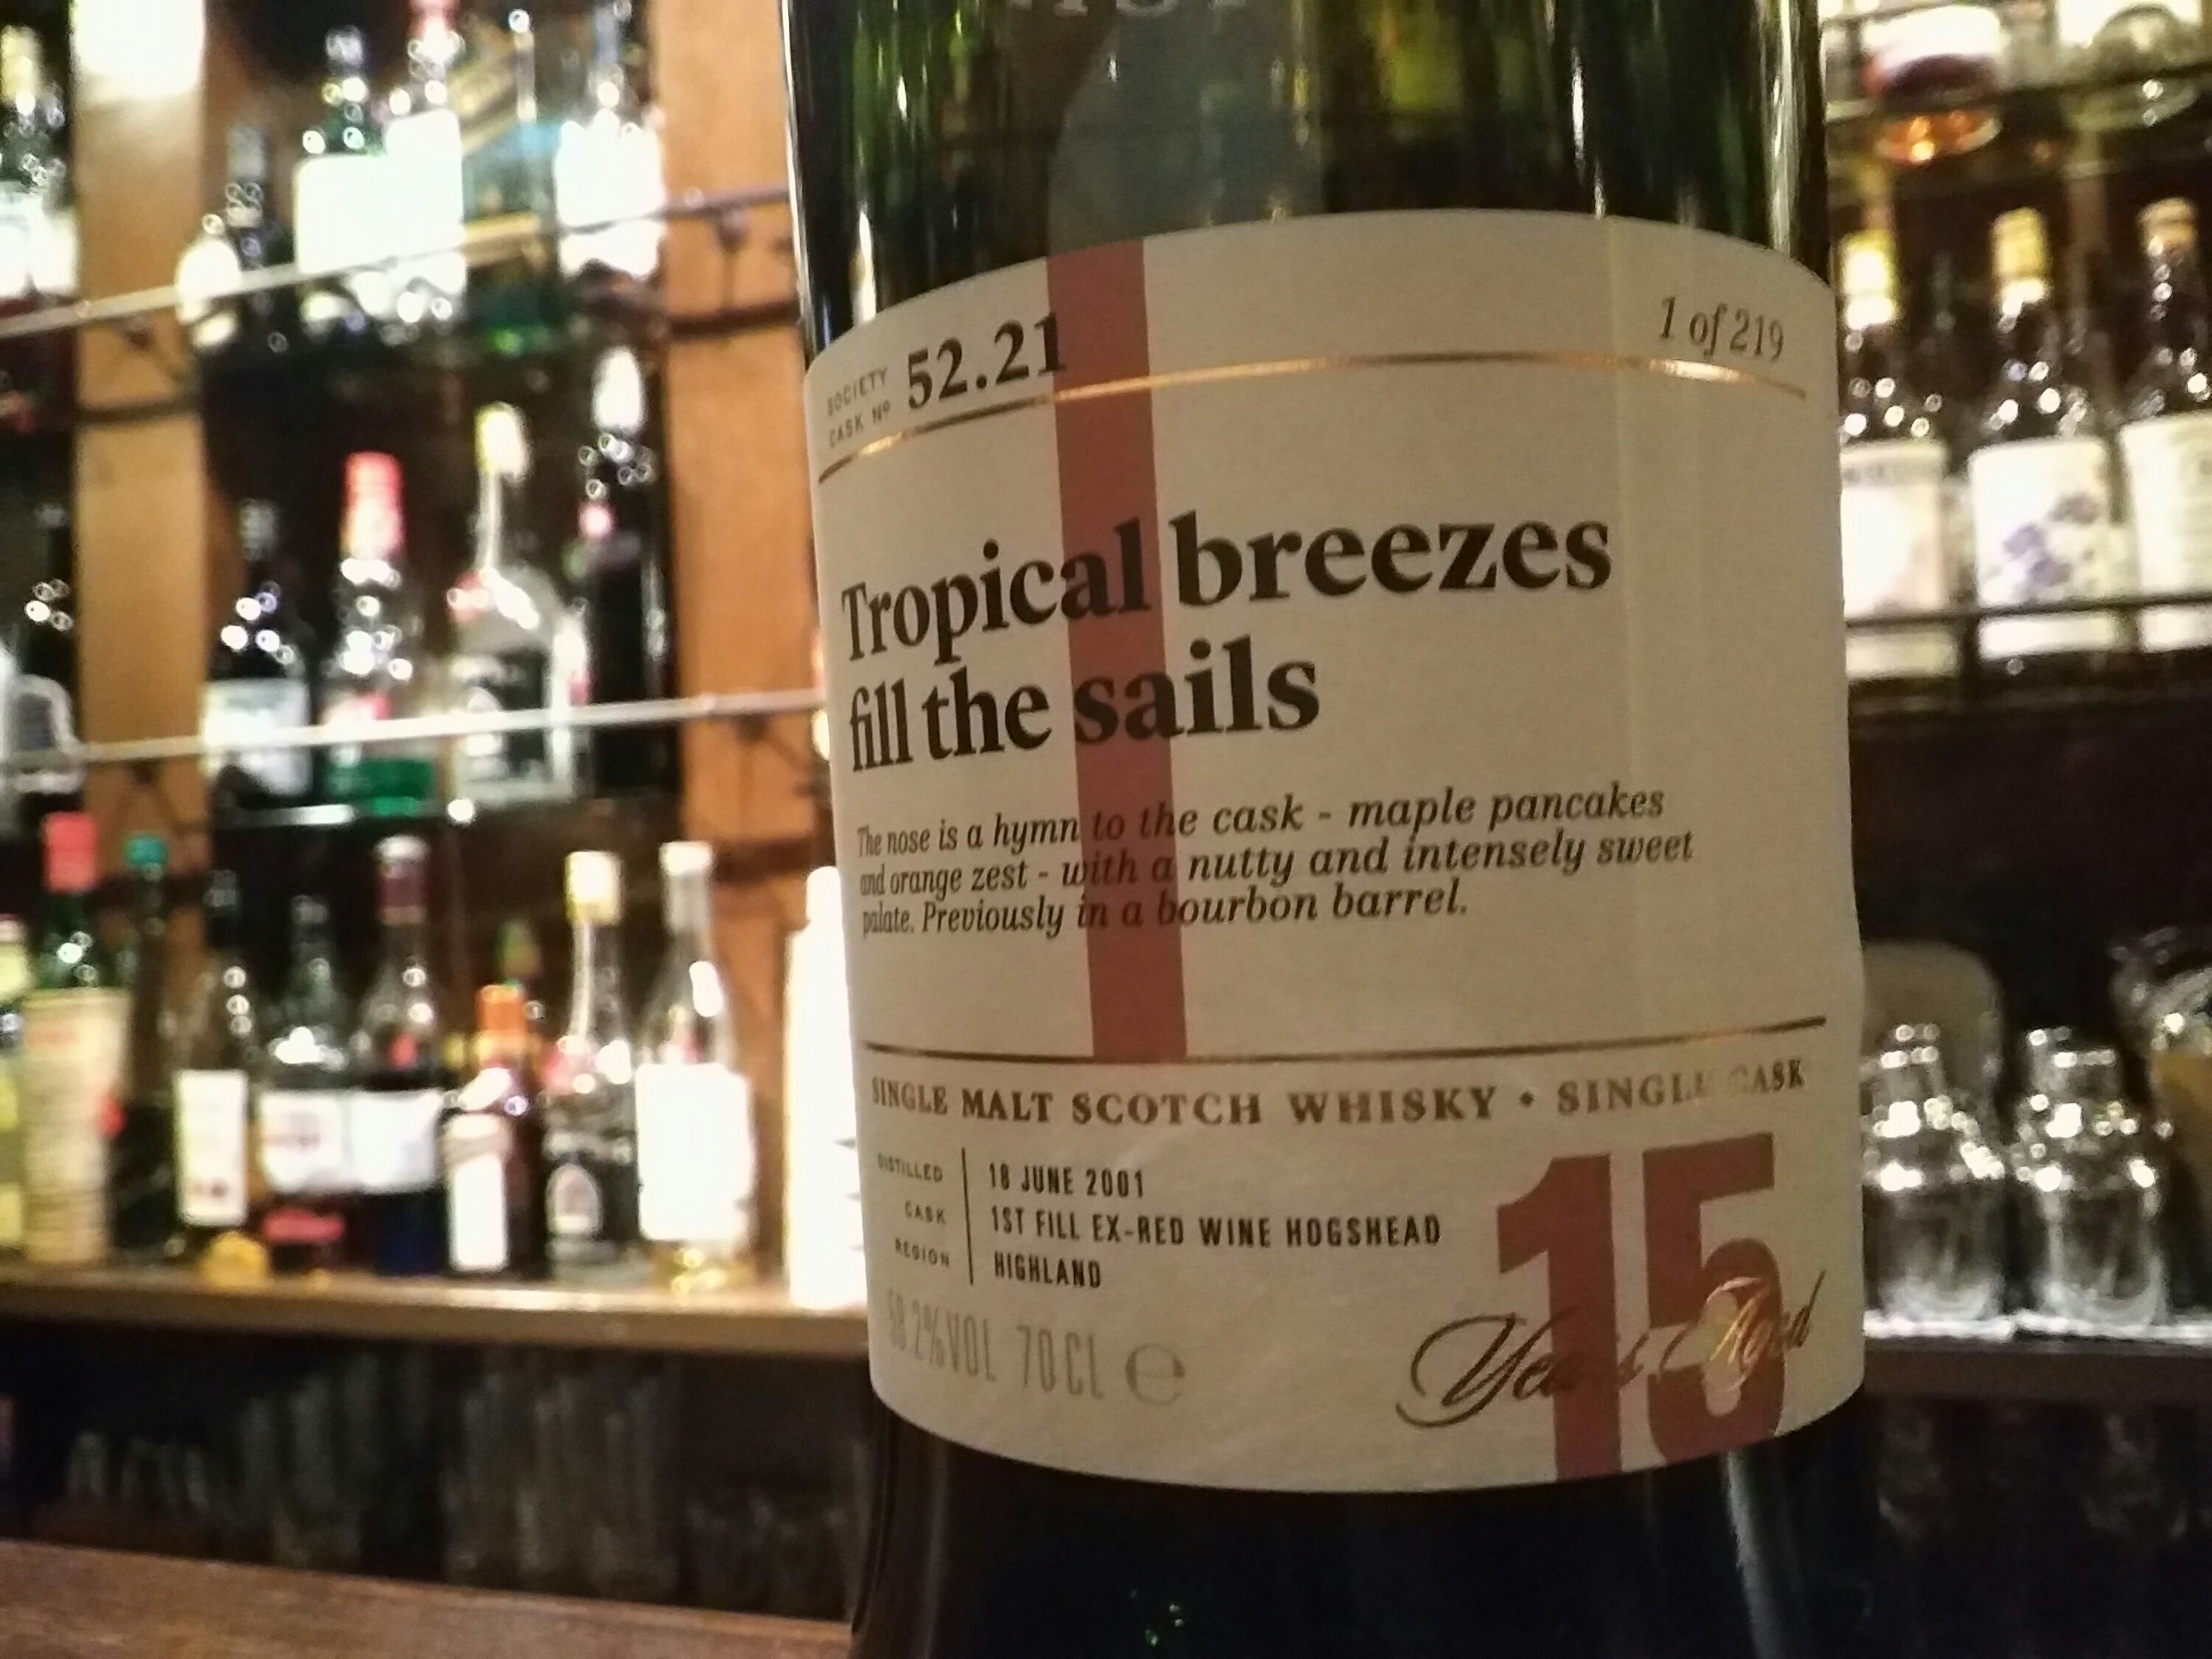 SOCIETY
CASK Nº 52.21
1 of 219
Tropical breezes
fill the sails
The nose is a hymn to the cask - maple pancakes
and orange zest - with a nutty and intensely sweet
palate. Previously in a bourbon barrel.
SINGLE MALT SCOTCH WHISKY • SINGLE CASK
DISTILLED 18 JUNE 2001
CASK 1ST FILL EX-RED WINE HOGSHEAD
REGION HIGHLAND
58.2%VOL 70CL e
15
Years Aged